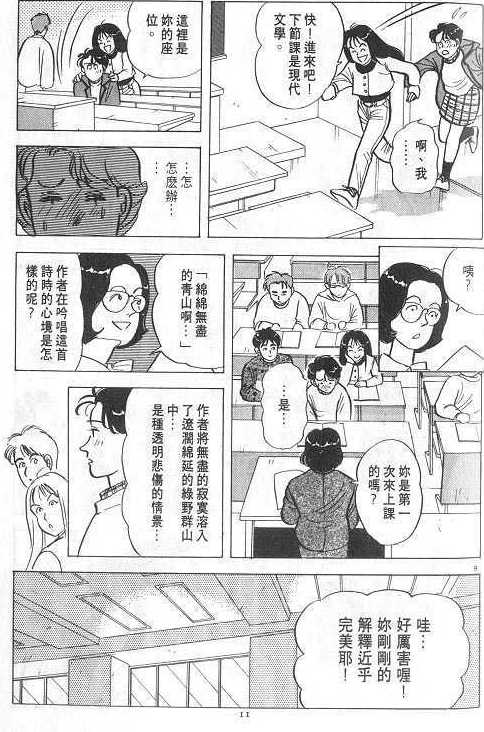 快！進來吧！
下節課是現代
文學。
啊、我
……
這裡是
妳的座
位。
…怎
怎麽辦…
…
咦？
妳是第一
次來上課
的嗎？
…是…
「綿綿無盡
的青山啊…」
作者在吟唱這首
詩時的心境是怎
樣的呢？
作者將無盡的寂寞溶入
了遼濶綿延的綠野群山
中…
是種透明悲傷的情景…
9
哇…
好厲害喔！
妳剛剛的
解釋近乎
完美耶！
11